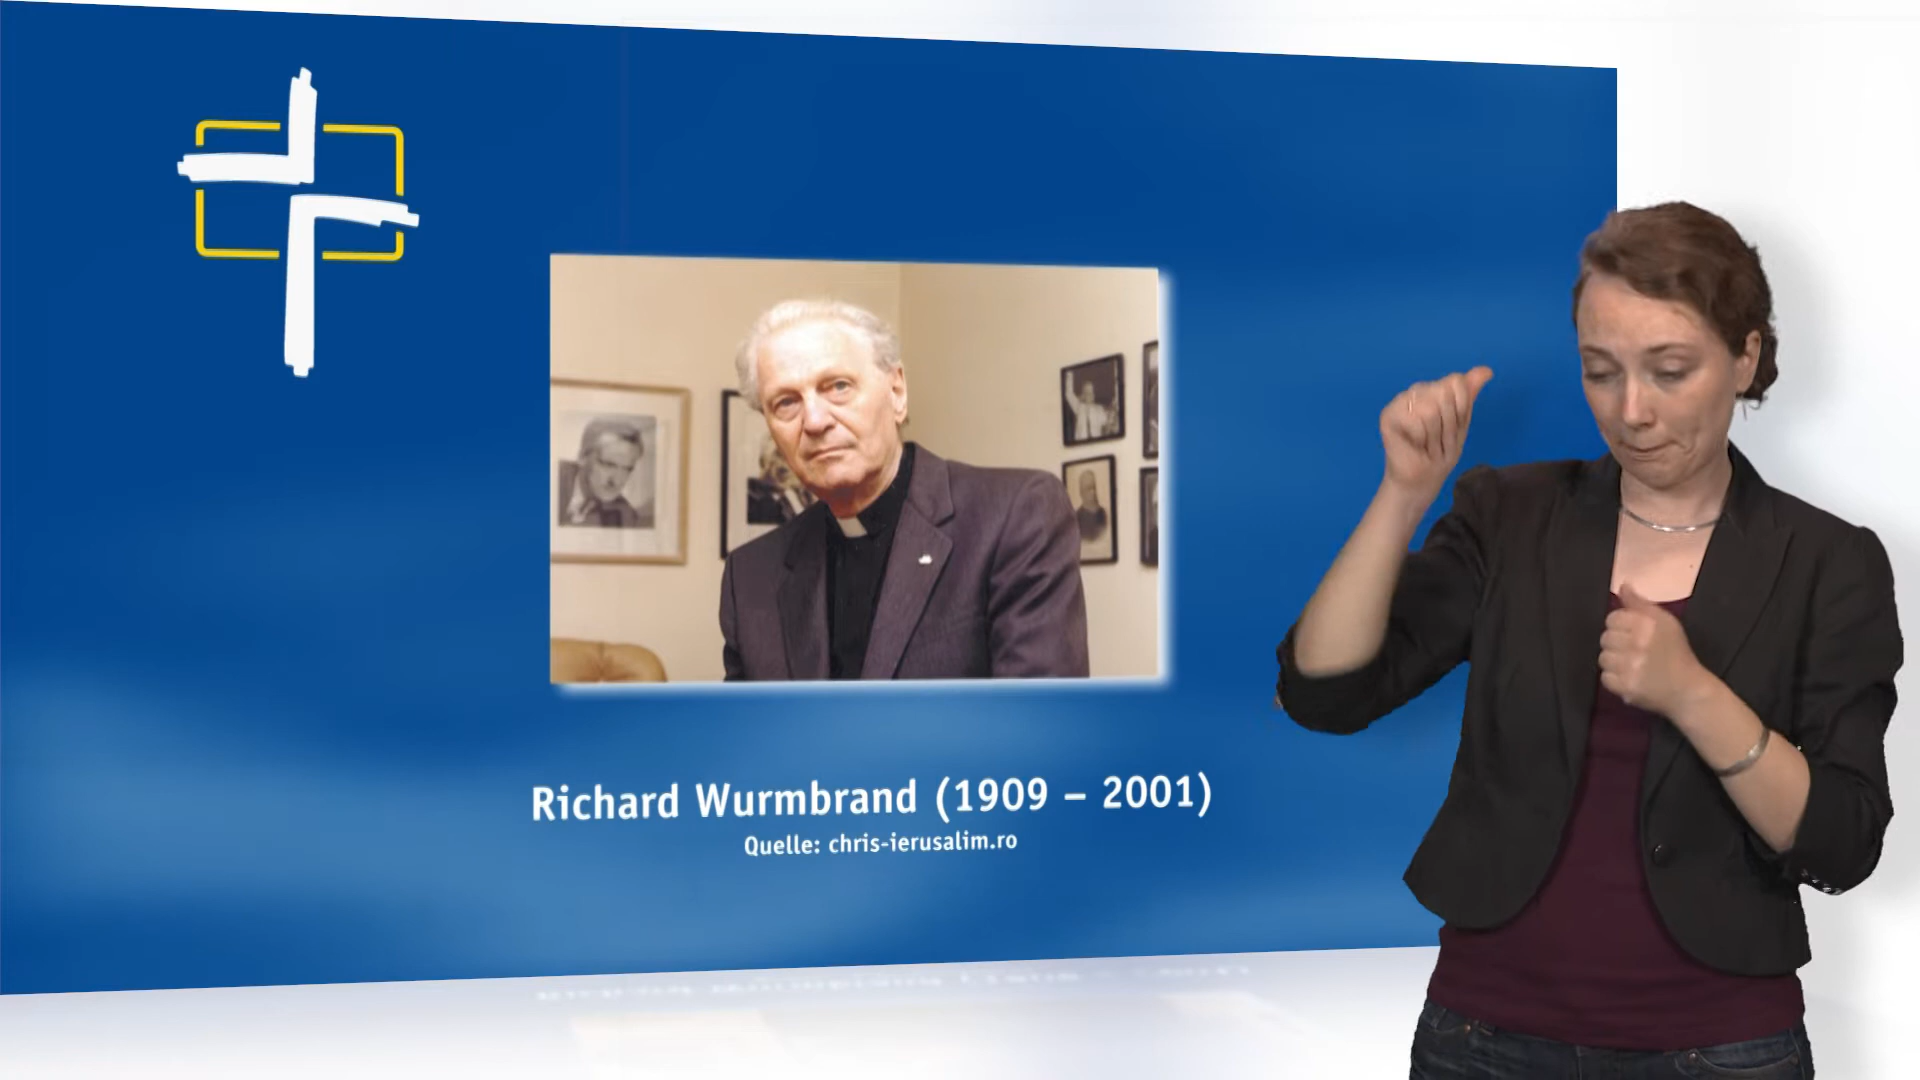 Richard Wurmbrand (1909 – 2001)
Quelle: chris-ierusalim.ro